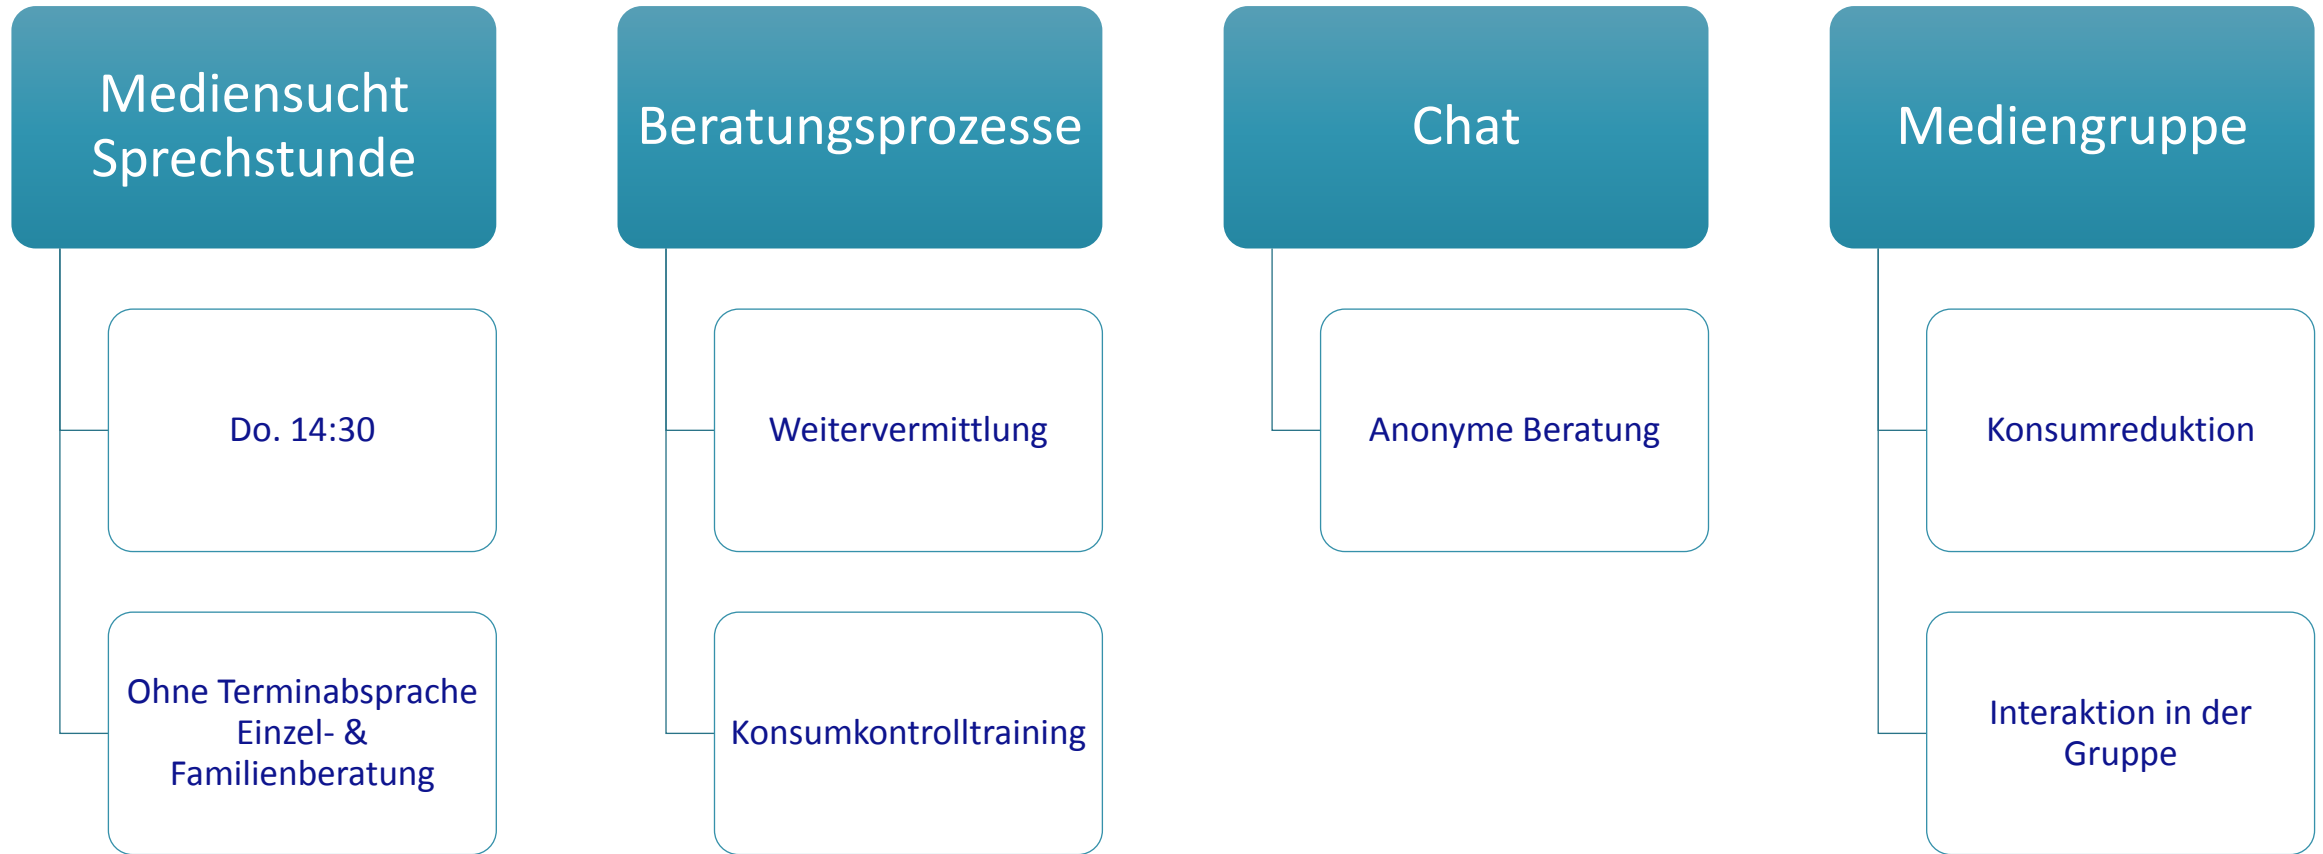 Mediensucht
Sprechstunde
Do. 14:30
Ohne Terminabsprache
Einzel- &
Familienberatung
Beratungsprozesse
Weitervermittlung
Konsumkontrolltraining
Chat
Anonyme Beratung
Mediengruppe
Konsumreduktion
Interaktion in der
Gruppe